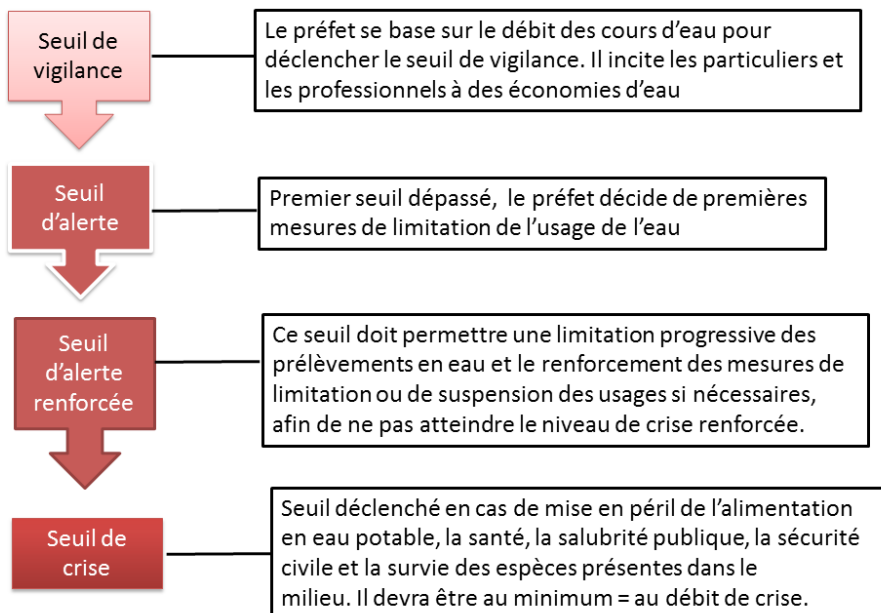 Seuil de
vigilance
Le préfet se base sur le débit des cours d'eau pour
déclencher le seuil de vigilance. Il incite les particuliers et
les professionnels à des économies d'eau
Seuil
d'alerte
Premier seuil dépassé, le préfet décide de premières
mesures de limitation de l'usage de l'eau
Seuil
d'alerte
renforcée
Ce seuil doit permettre une limitation progressive des
prélèvements en eau et le renforcement des mesures de
limitation ou de suspension des usages si nécessaires,
afin de ne pas atteindre le niveau de crise renforcée.
Seuil de
crise
Seuil déclenché en cas de mise en péril de l'alimentation
en eau potable, la santé, la salubrité publique, la sécurité
civile et la survie des espèces présentes dans le
milieu. Il devra être au minimum = au débit de crise.